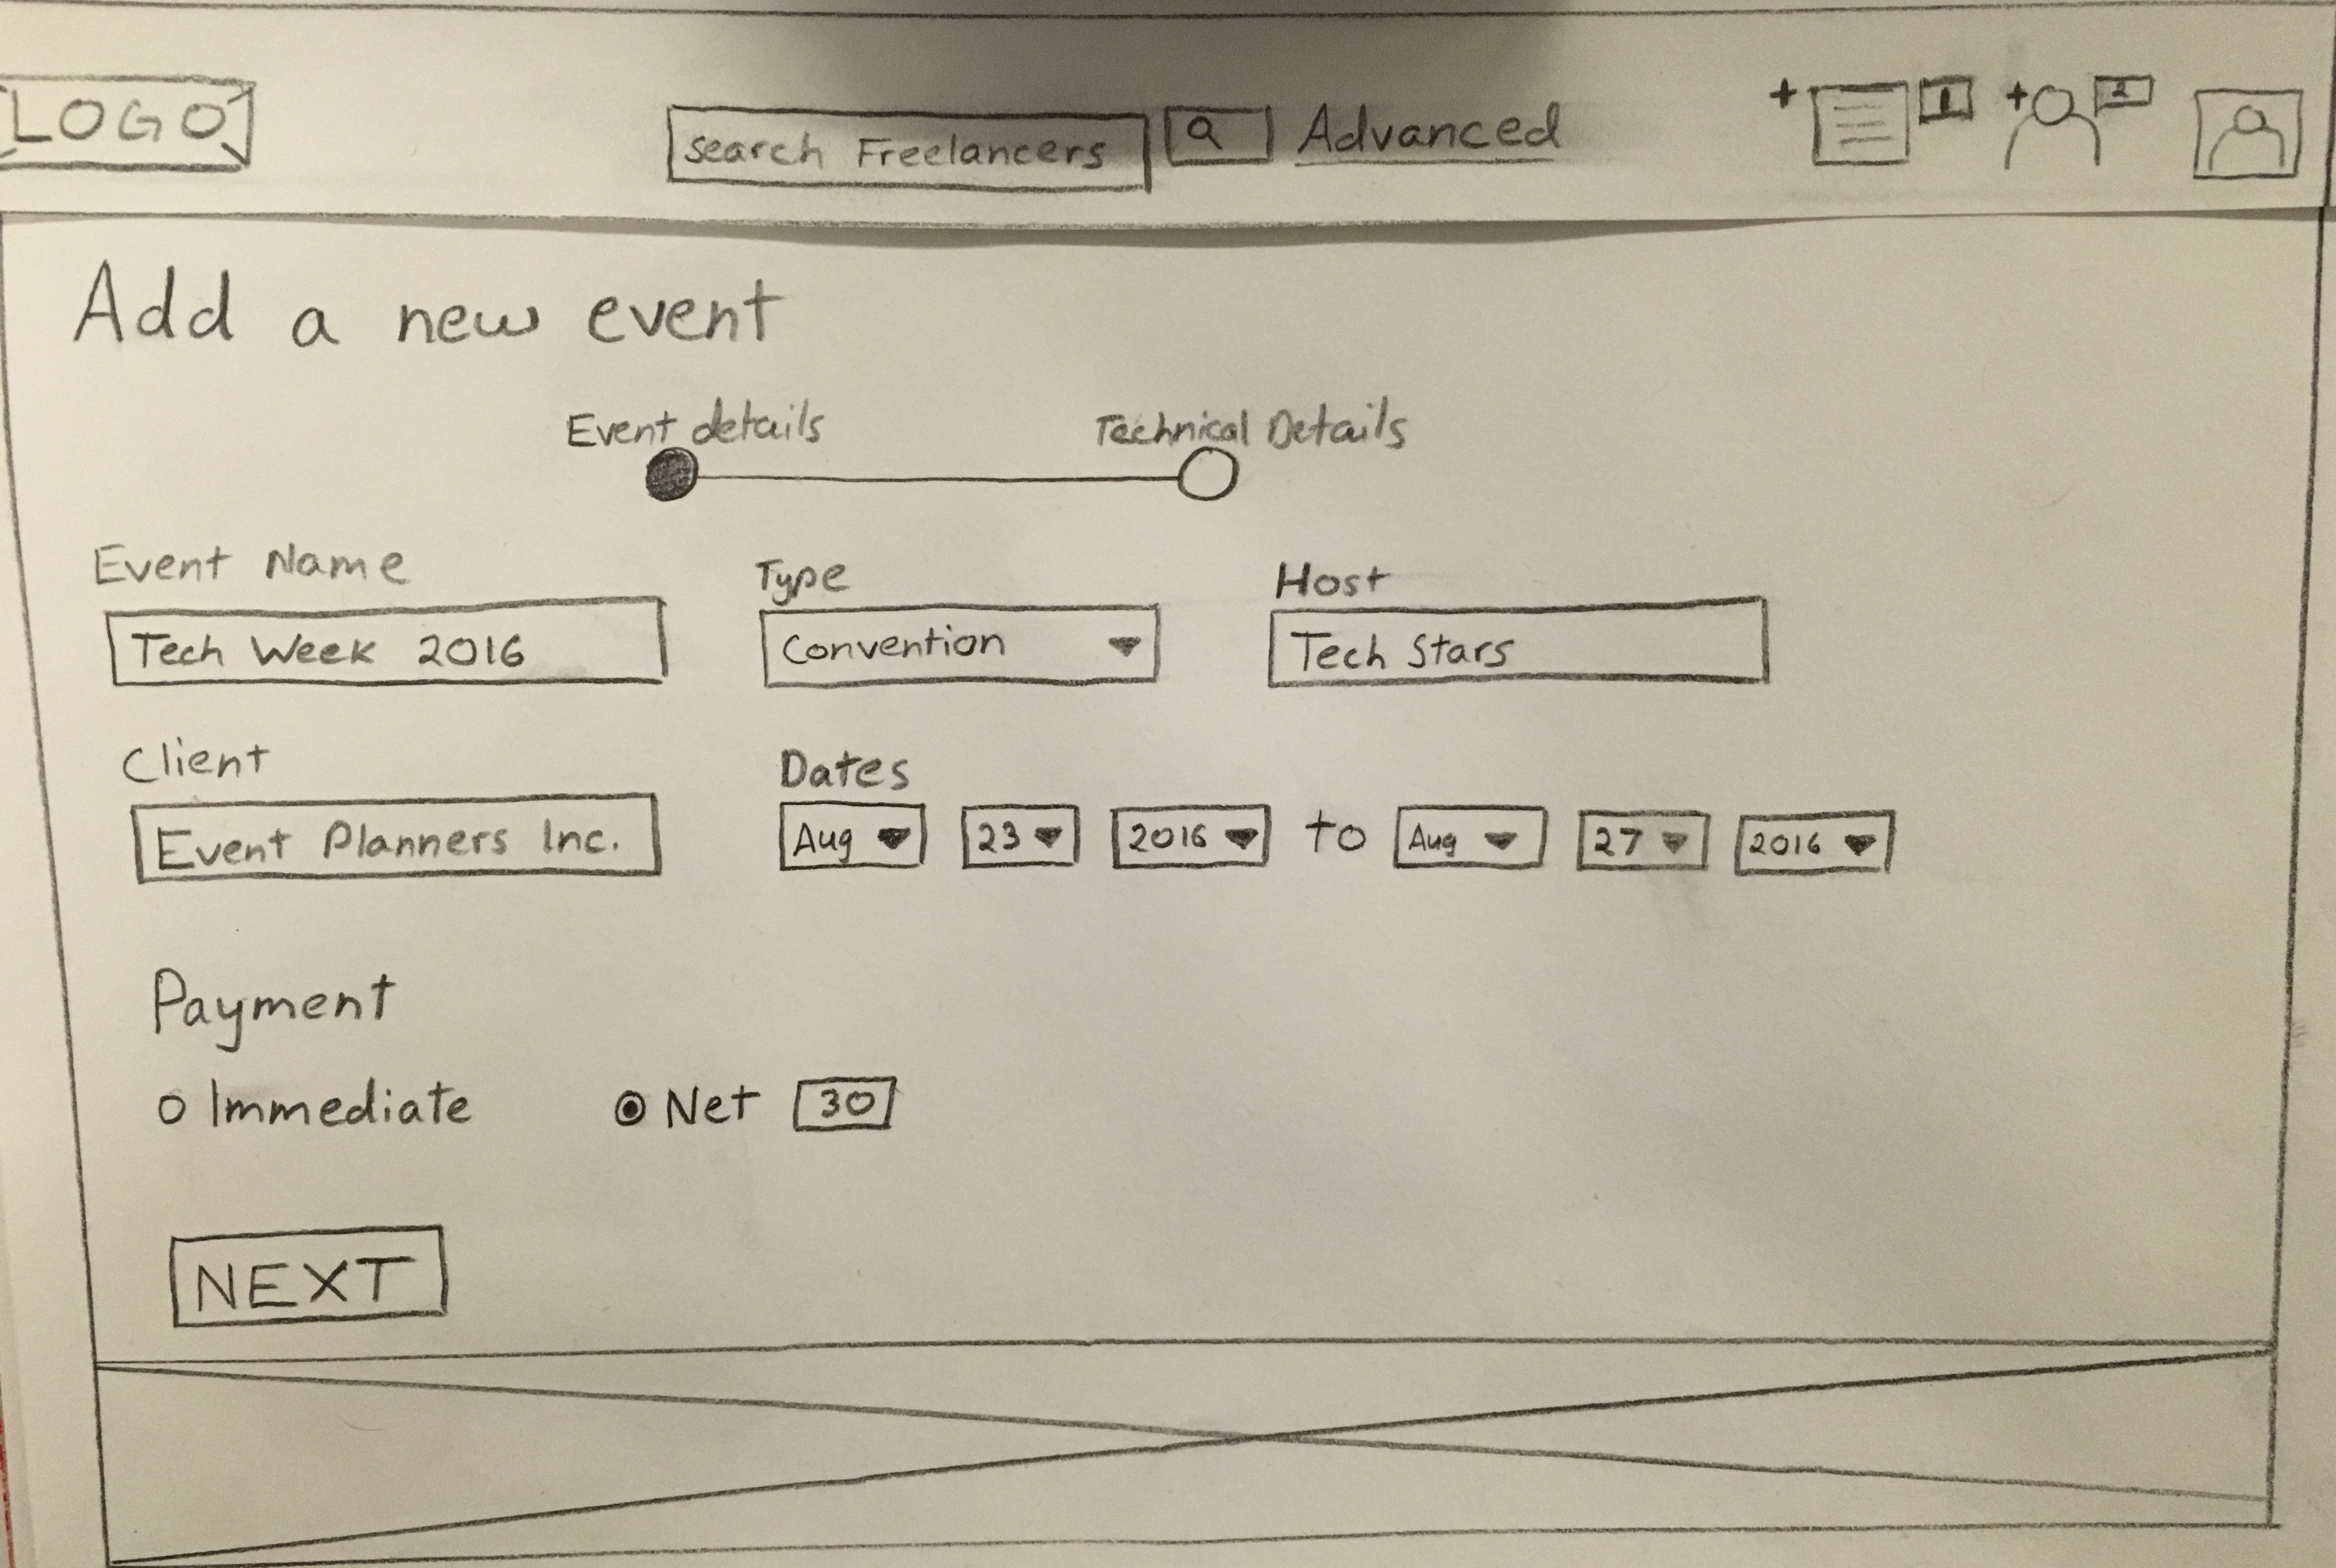 LOGO search Freelancers Advanced + 1 + 2
Add a new event
Event details Technical Details
Event Name Type Host
Tech Week 2016 Convention Tech Stars
Client Dates
Event Planners Inc. Aug 23 2016 to Aug 27 2016
Payment
Immediate Net 30
NEXT